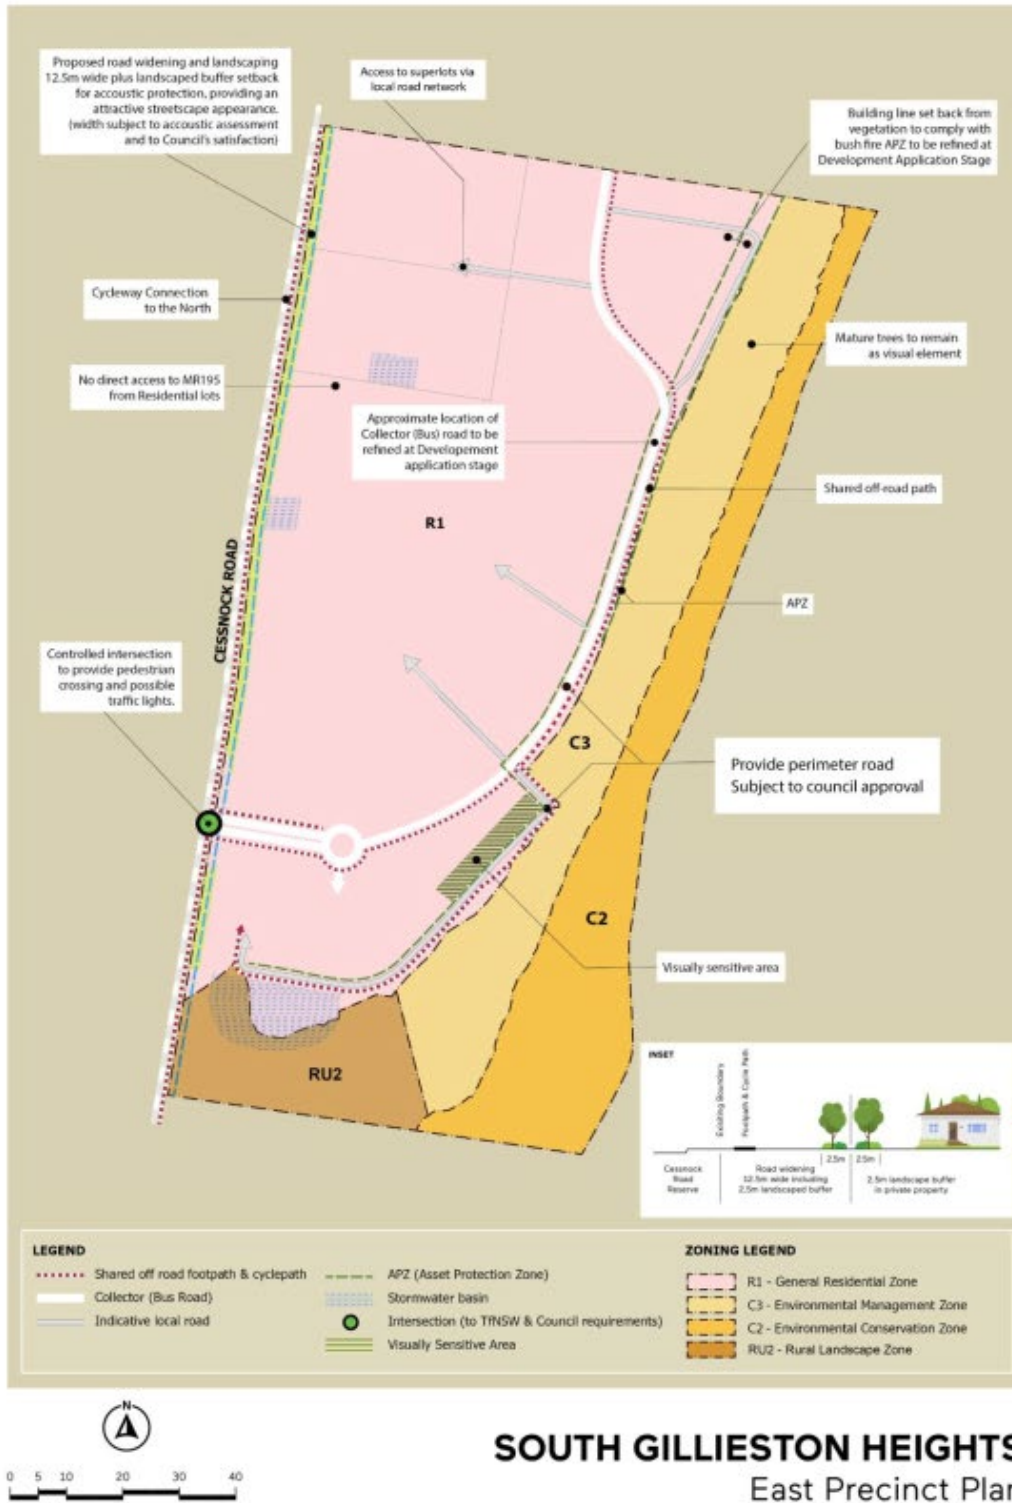 Proposed road widening and landscaping
12.5m wide plus landscaped buffer setback
for accoustic protection, providing an
attractive streetscape appearance.
(width subject to accoustic assessment
and to Council's satisfaction)
Access to superlots via
local road network
Building line set back from
vegetation to comply with
bush fire APZ to be refined at
Development Application Stage
Cycleway Connection
to the North
Mature trees to remain
as visual element
No direct access to MR195
from Residential lots
Approximate location of
Collector (Bus) road to be
refined at Developement
application stage
Shared off-road path
R1
CESSNOCK ROAD
APZ
Controlled intersection
to provide pedestrian
crossing and possible
traffic lights.
C3
Provide perimeter road
Subject to council approval
C2
Visually sensitive area
RU2
INSET
Existing Boundary
Footpath & Cycle Path
2.5m
2.5m
Cessnock
Road
Reserve
Road widening
12.5m wide including
2.5m landscaped buffer
2.5m landscape buffer
in private property
LEGEND
Shared off road footpath & cyclepath
Collector (Bus Road)
Indicative local road
APZ (Asset Protection Zone)
Stormwater basin
Intersection (to TfNSW & Council requirements)
Visually Sensitive Area
ZONING LEGEND
R1 - General Residential Zone
C3 - Environmental Management Zone
C2 - Environmental Conservation Zone
RU2 - Rural Landscape Zone
N
0 5 10 20 30 40
SOUTH GILLIESTON HEIGHTS
East Precinct Plan